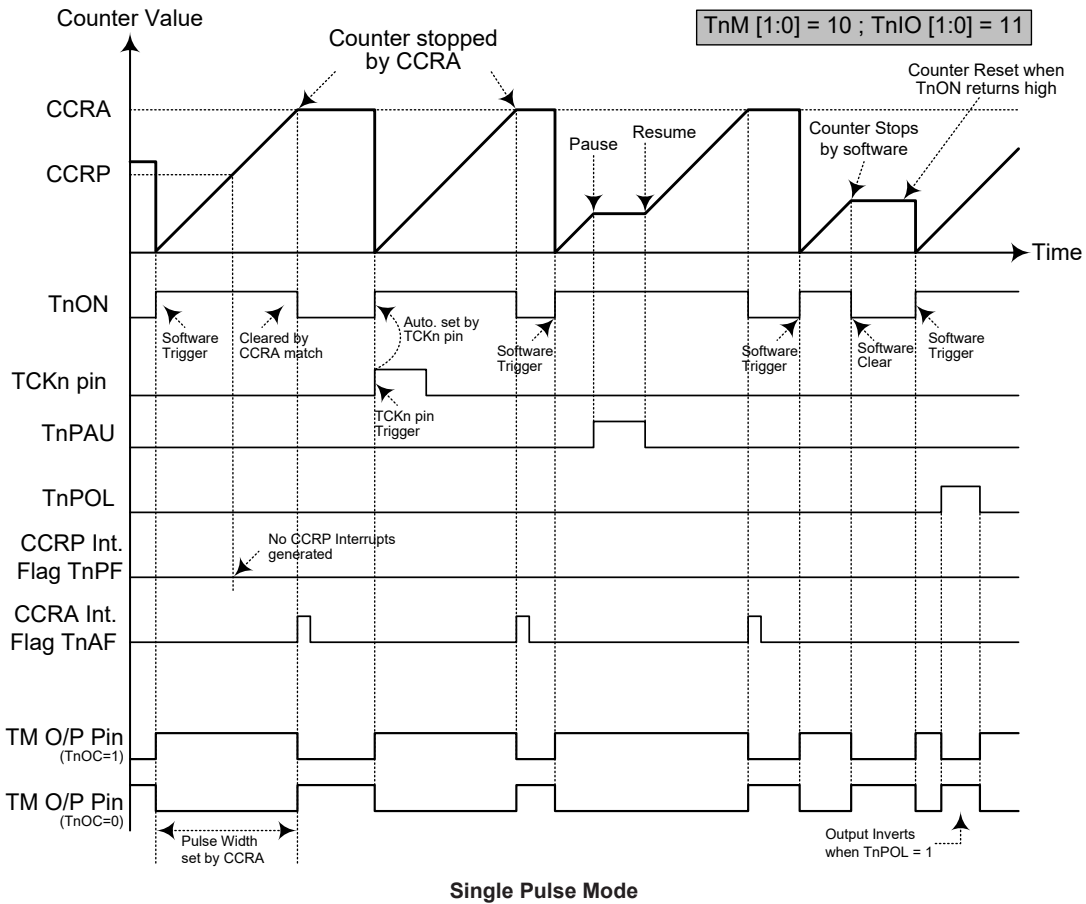 Counter Value
TnM [1:0] = 10 ; TnIO [1:0] = 11
Counter stopped
by CCRA
Counter Reset when
TnON returns high
CCRA
Pause
Resume
Counter Stops
by software
CCRP
Time
TnON
Software
Trigger
Cleared by
CCRA match
Auto. set by
TCKn pin
Software
Trigger
Software
Trigger
Software
Clear
Software
Trigger
TCKn pin
TCKn pin
Trigger
TnPAU
TnPOL
CCRP Int.
Flag TnPF
No CCRP Interrupts
generated
CCRA Int.
Flag TnAF
TM O/P Pin
(TnOC=1)
TM O/P Pin
(TnOC=0)
Pulse Width
set by CCRA
Output Inverts
when TnPOL = 1
Single Pulse Mode